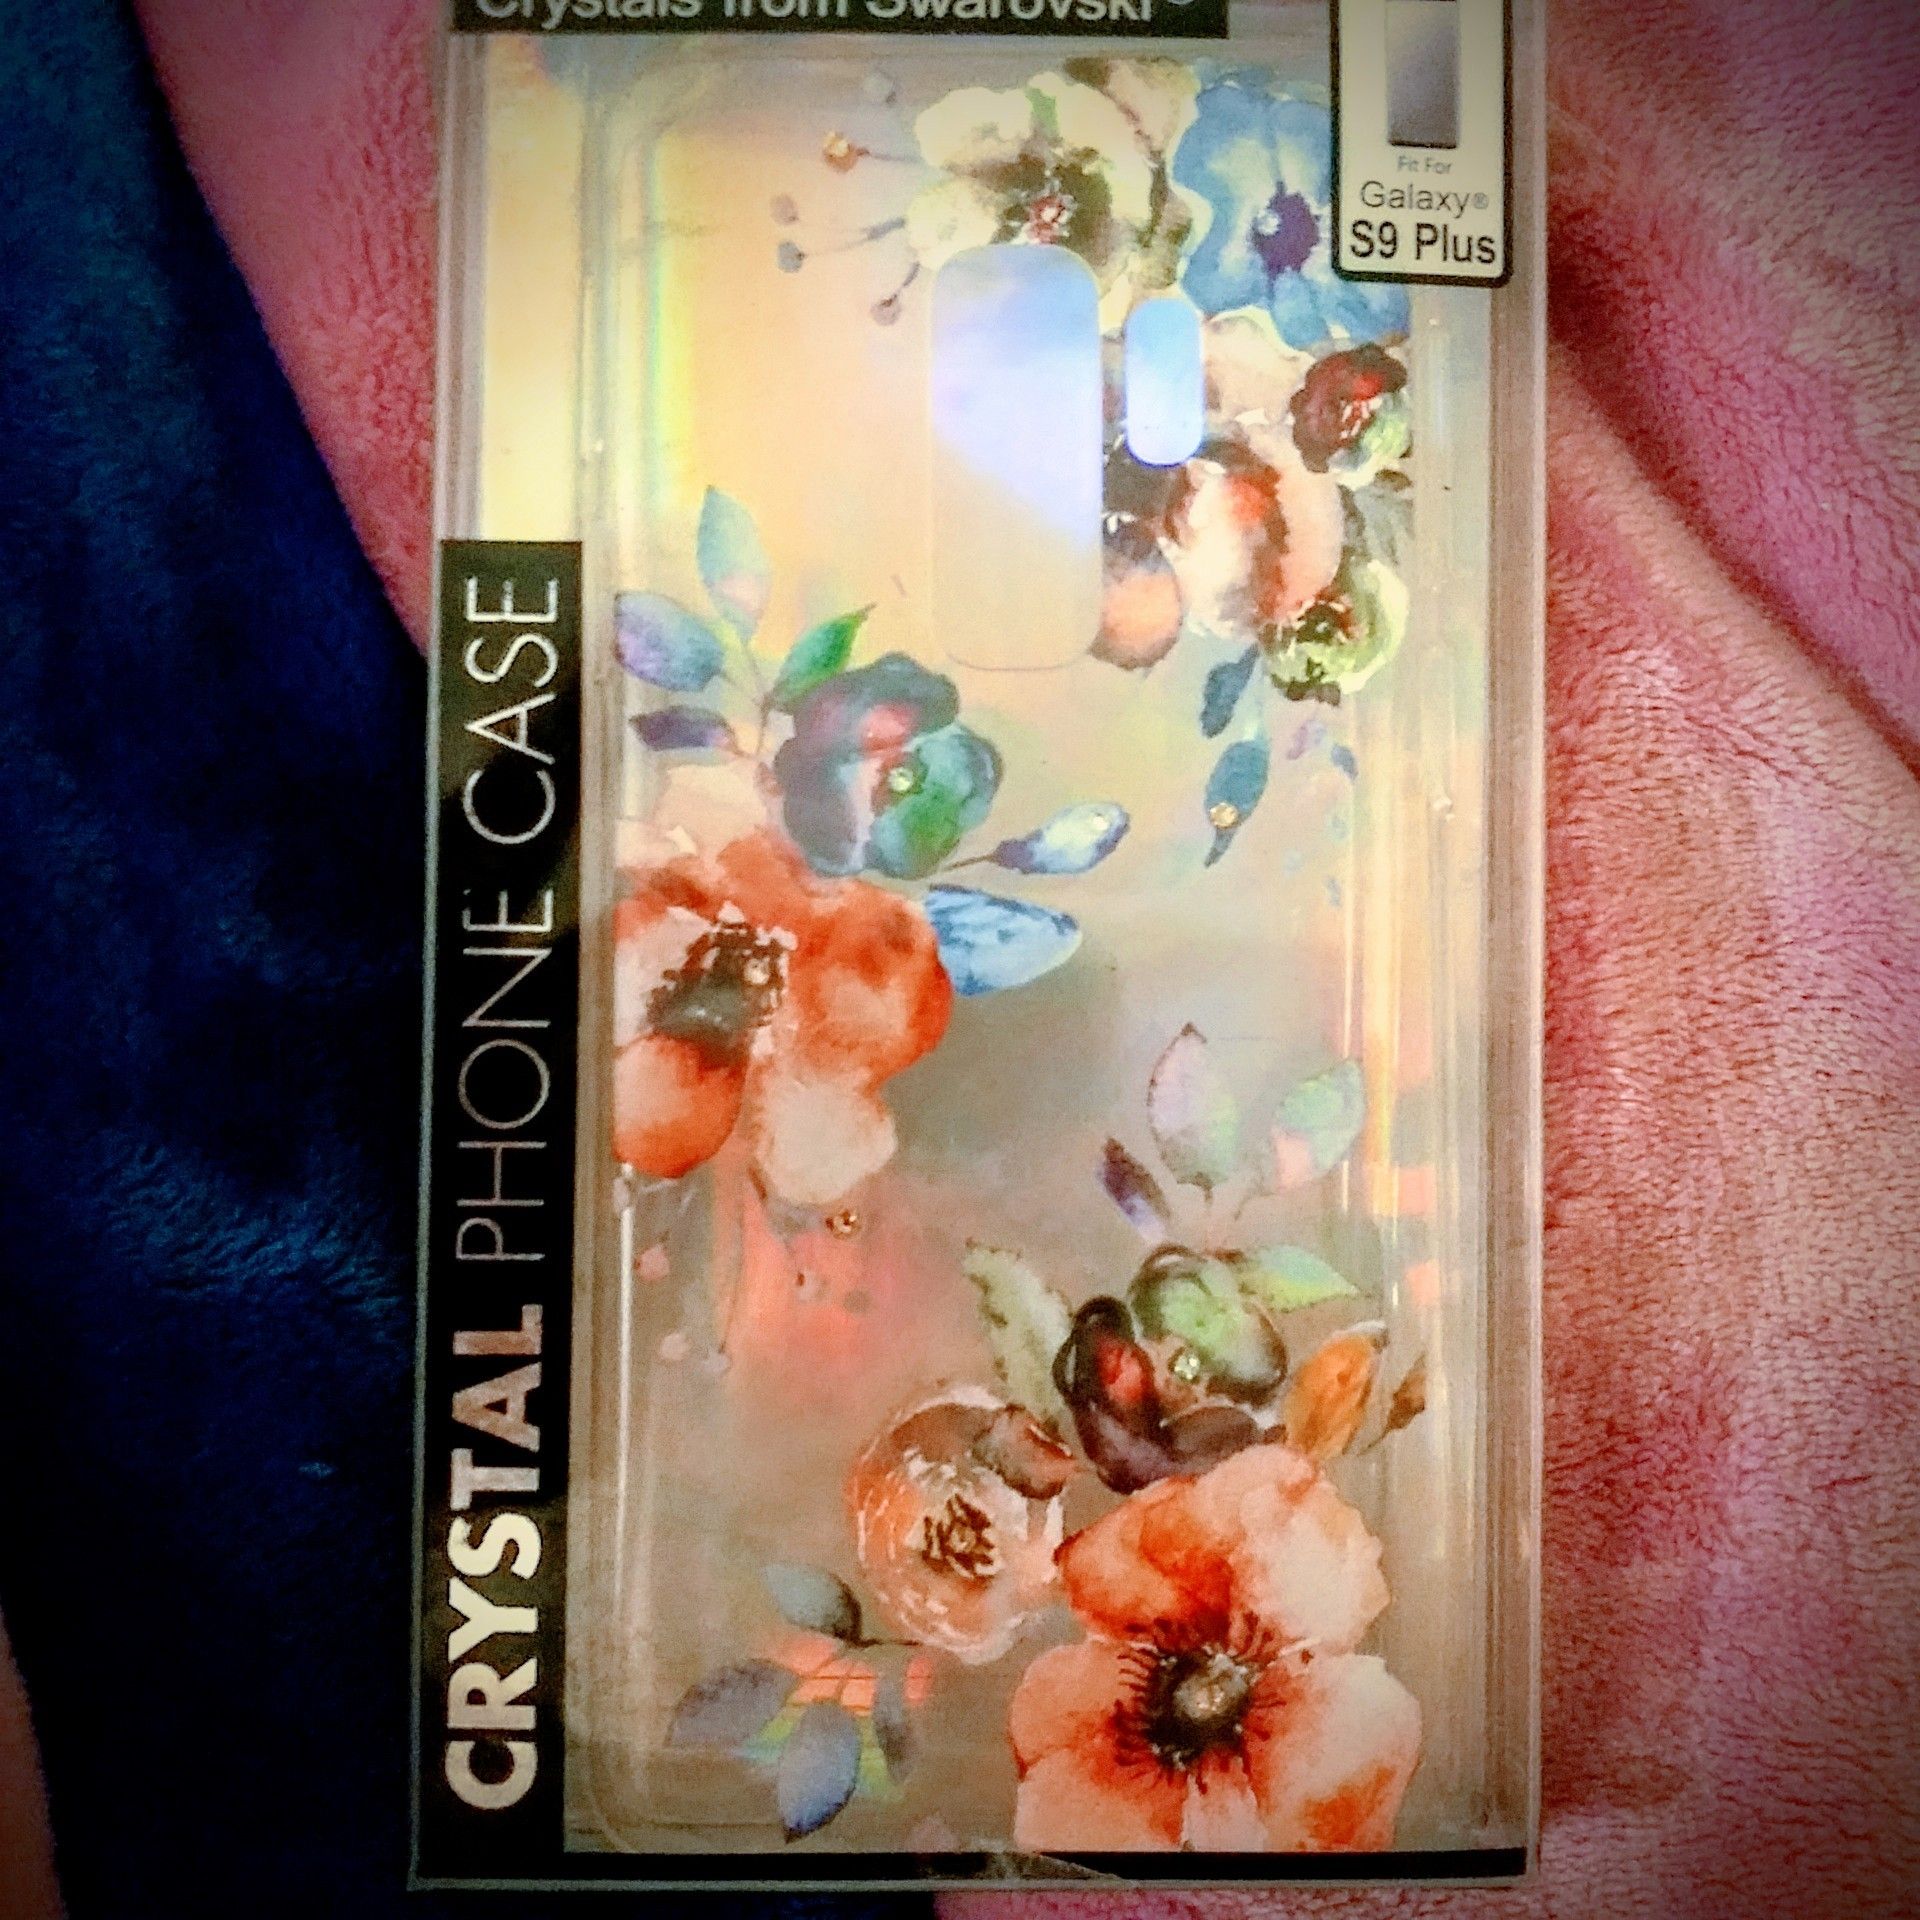 Crystals from Swarovski®
Fit For
Galaxy®
S9 Plus
CRYSTAL PHONE CASE